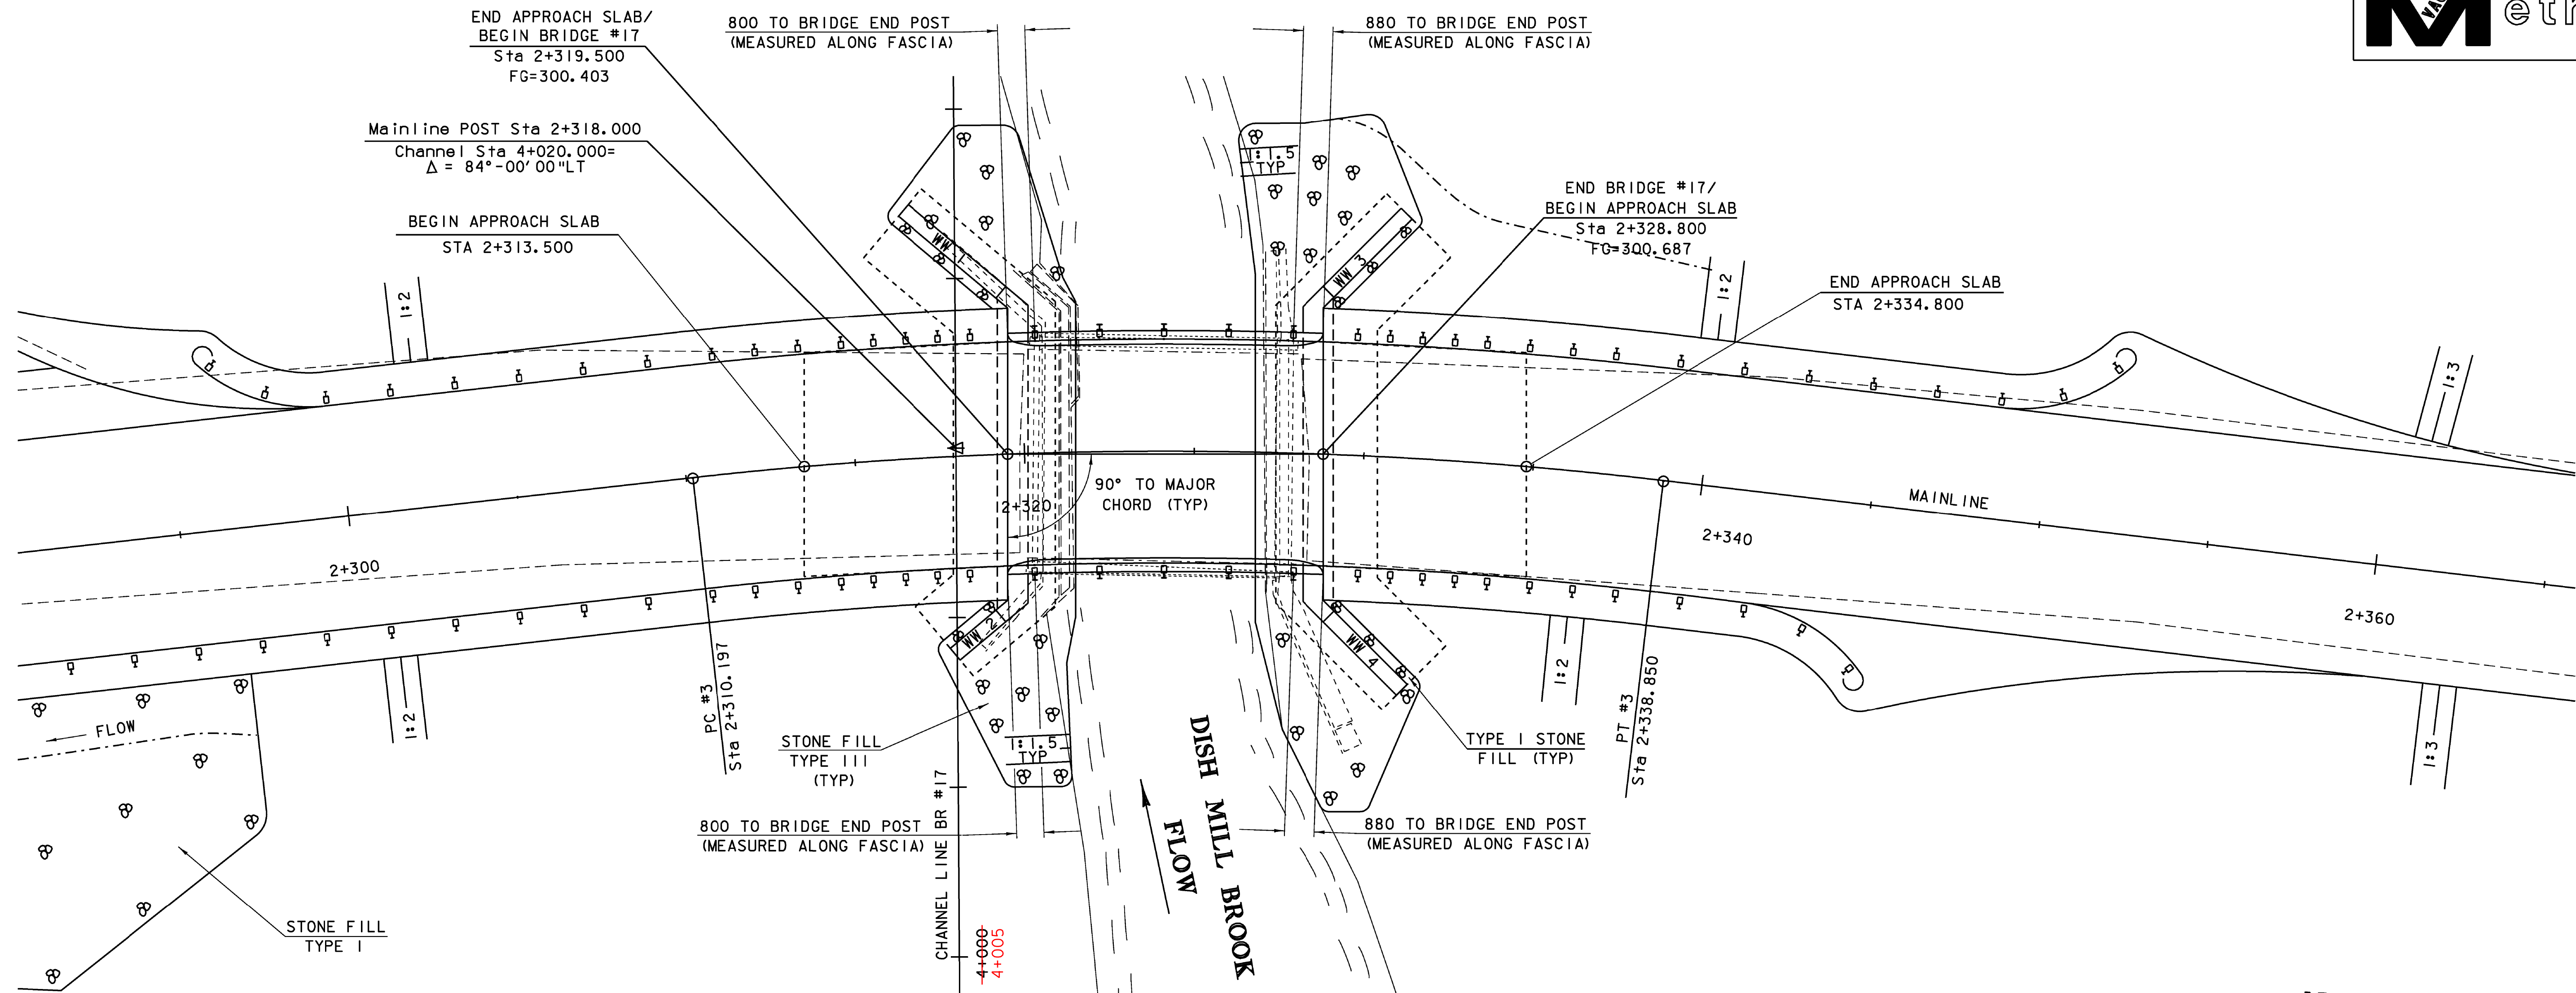 END APPROACH SLAB/
BEGIN BRIDGE #17
Sta 2+319.500
FG=300.403
800 TO BRIDGE END POST
(MEASURED ALONG FASCIA)
880 TO BRIDGE END POST
(MEASURED ALONG FASCIA)
Mainline POST Sta 2+318.000
Channel Sta 4+020.000=
Δ = 84°-00'00"LT
BEGIN APPROACH SLAB
STA 2+313.500
1:1.5
TYP
END BRIDGE #17/
BEGIN APPROACH SLAB
Sta 2+328.800
FG=300.687
END APPROACH SLAB
STA 2+334.800
1:2
WW 3
1:2
1:3
90° TO MAJOR
CHORD (TYP)
2+320
MAINLINE
2+300
2+340
2+360
WW 2
WW 4
PC #3
Sta 2+310.197
PT #3
Sta 2+338.850
1:2
1:2
1:3
FLOW
STONE FILL
TYPE III
(TYP)
1:1.5
TYP
TYPE I STONE
FILL (TYP)
DISH MILL BROOK
FLOW
800 TO BRIDGE END POST
(MEASURED ALONG FASCIA)
880 TO BRIDGE END POST
(MEASURED ALONG FASCIA)
CHANNEL LINE BR #17
4+000
4+005
STONE FILL
TYPE I